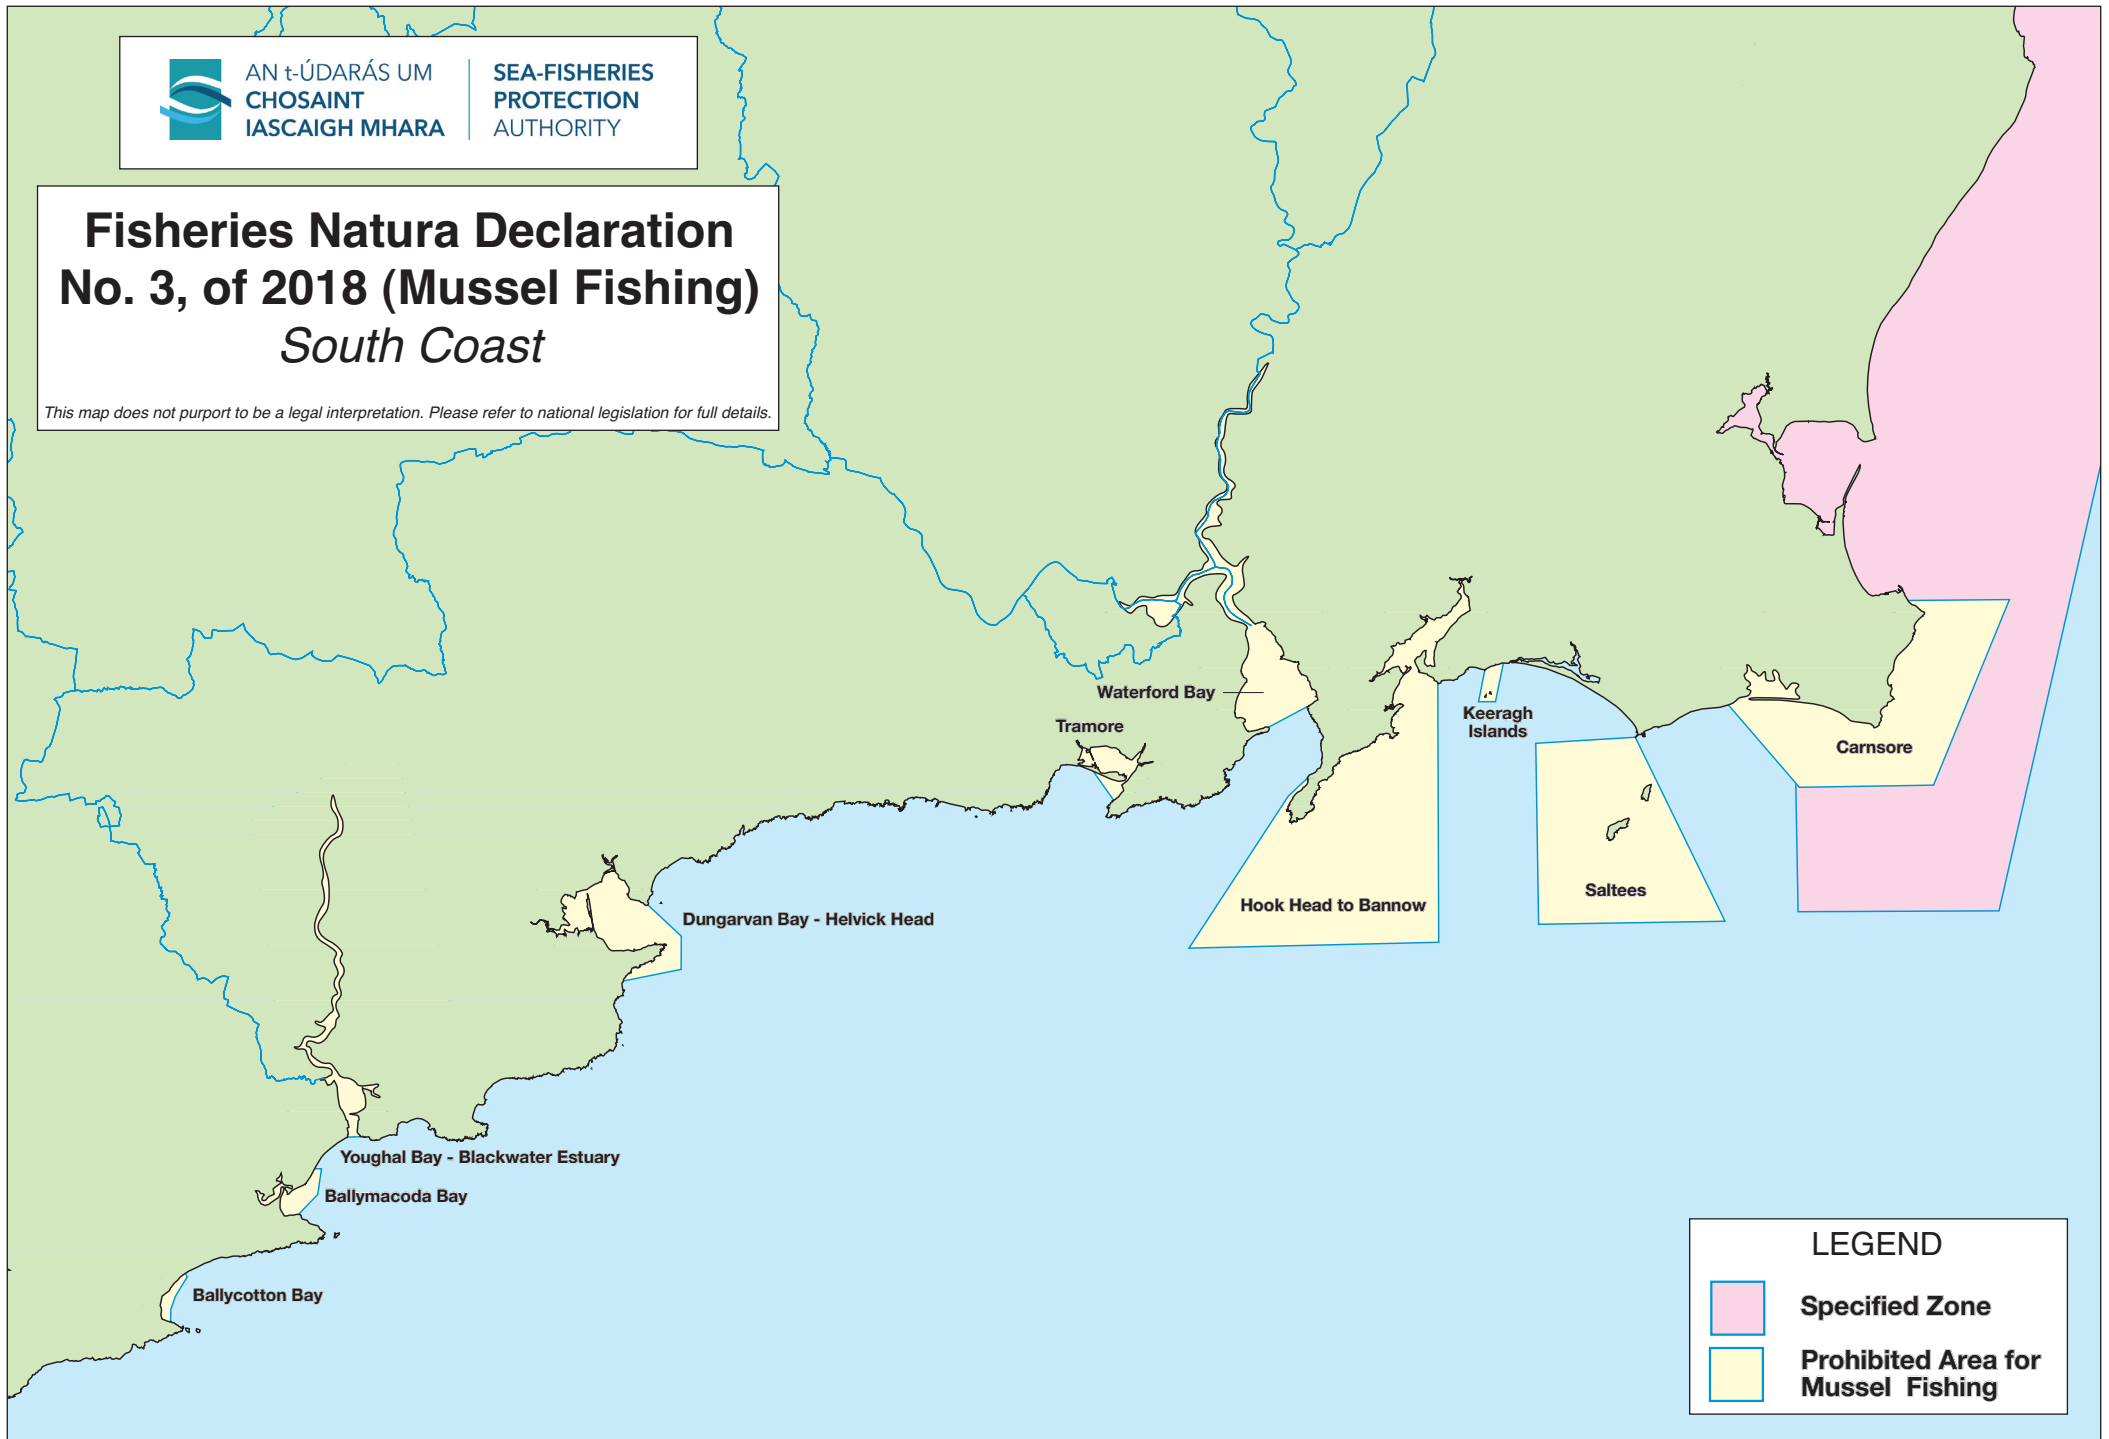 AN t-ÚDARÁS UM
CHOSAINT
IASCAIGH MHARA
SEA-FISHERIES
PROTECTION
AUTHORITY
Fisheries Natura Declaration
No. 3, of 2018 (Mussel Fishing)
South Coast
This map does not purport to be a legal interpretation. Please refer to national legislation for full details.
Waterford Bay
Tramore
Keeragh
Islands
Carnsore
Saltees
Hook Head to Bannow
Dungarvan Bay - Helvick Head
Youghal Bay - Blackwater Estuary
Ballymacoda Bay
Ballycotton Bay
LEGEND
Specified Zone
Prohibited Area for
Mussel Fishing